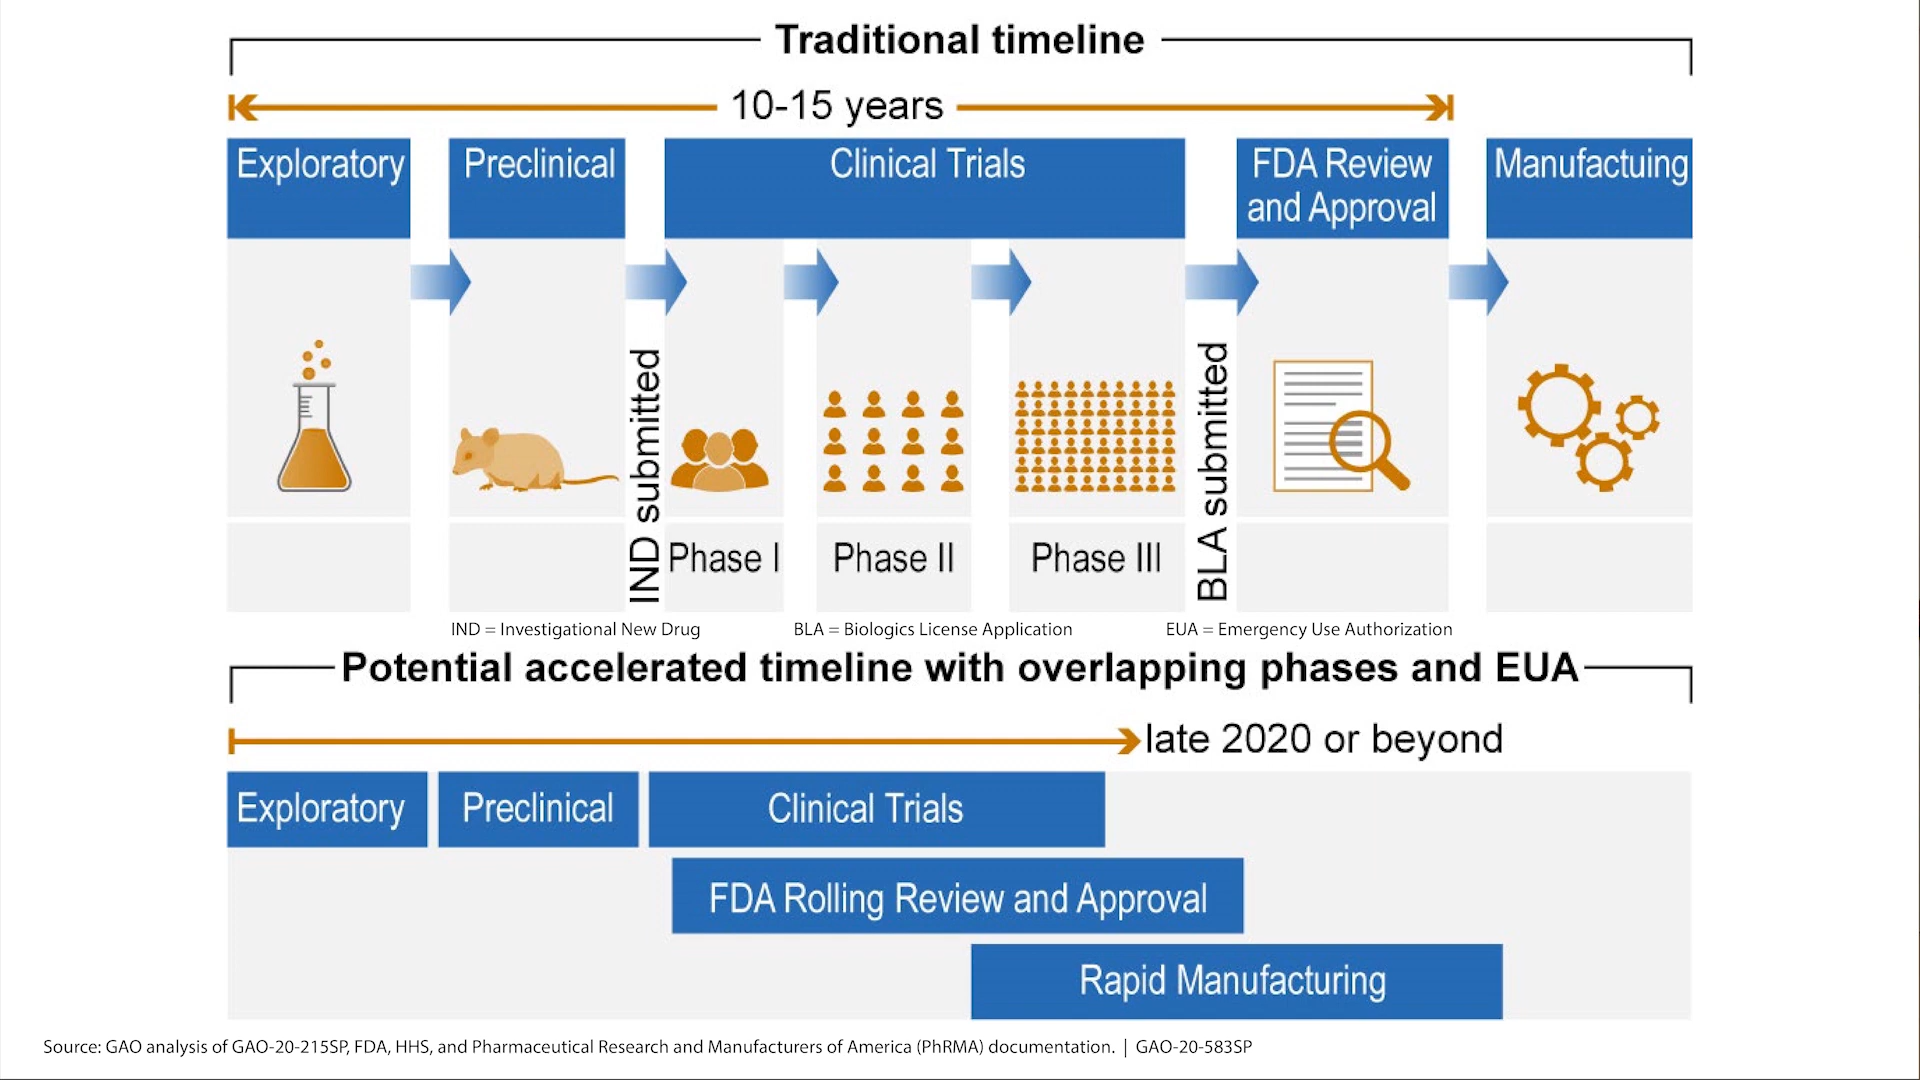 Traditional timeline
10-15 years
Exploratory
Preclinical
Clinical Trials
FDA Review
and Approval
Manufactuing
IND submitted
BLA submitted
Phase I
Phase II
Phase III
IND = Investigational New Drug
BLA = Biologics License Application
EUA = Emergency Use Authorization
Potential accelerated timeline with overlapping phases and EUA
late 2020 or beyond
Exploratory
Preclinical
Clinical Trials
FDA Rolling Review and Approval
Rapid Manufacturing
Source: GAO analysis of GAO-20-215SP, FDA, HHS, and Pharmaceutical Research and Manufacturers of America (PhRMA) documentation. | GAO-20-583SP